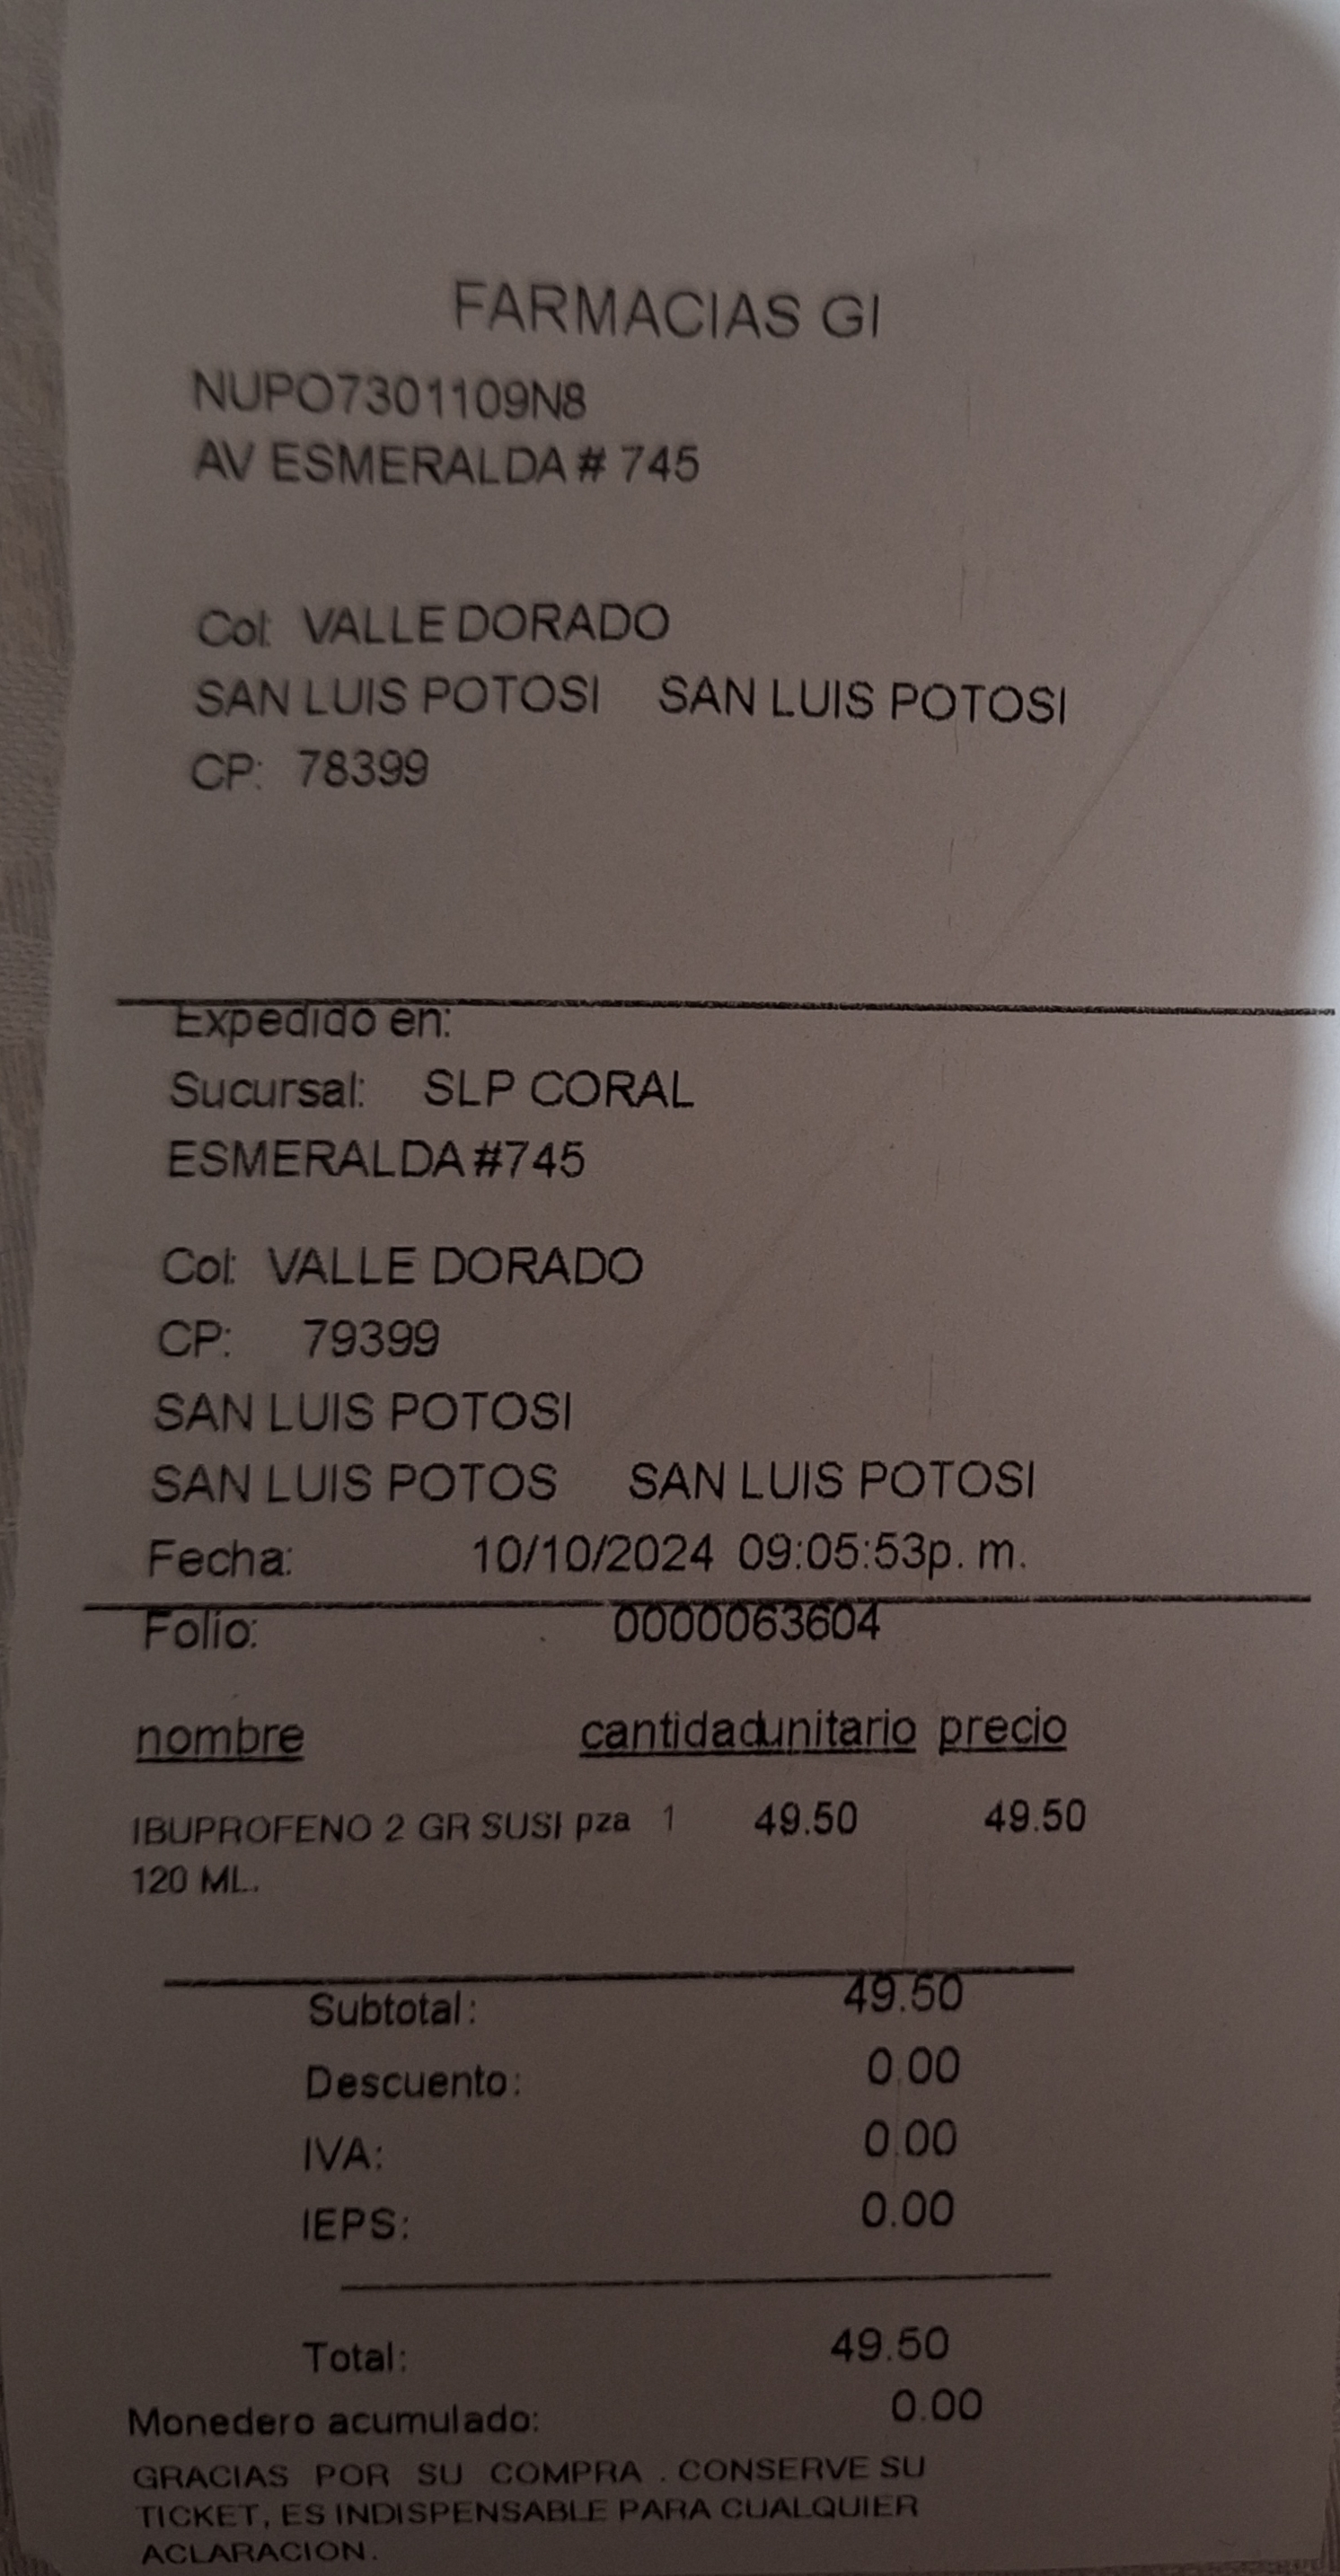 FARMACIAS GI
NUPO7301109N8
AV ESMERALDA # 745
Col: VALLE DORADO
SAN LUIS POTOSI SAN LUIS POTOSI
CP: 78399
Expedido en:
Sucursal: SLP CORAL
ESMERALDA #745
Col: VALLE DORADO
CP: 79399
SAN LUIS POTOSI
SAN LUIS POTOS SAN LUIS POTOSI
Fecha: 10/10/2024 09:05:53p. m.
Folio: 0000063604
nombre cantidadunitario precio
IBUPROFENO 2 GR SUSI pza 1 49.50 49.50
120 ML.
Subtotal: 49.50
Descuento: 0.00
IVA: 0.00
IEPS: 0.00
Total: 49.50
Monedero acumulado: 0.00
GRACIAS POR SU COMPRA . CONSERVE SU
TICKET, ES INDISPENSABLE PARA CUALQUIER
ACLARACION.